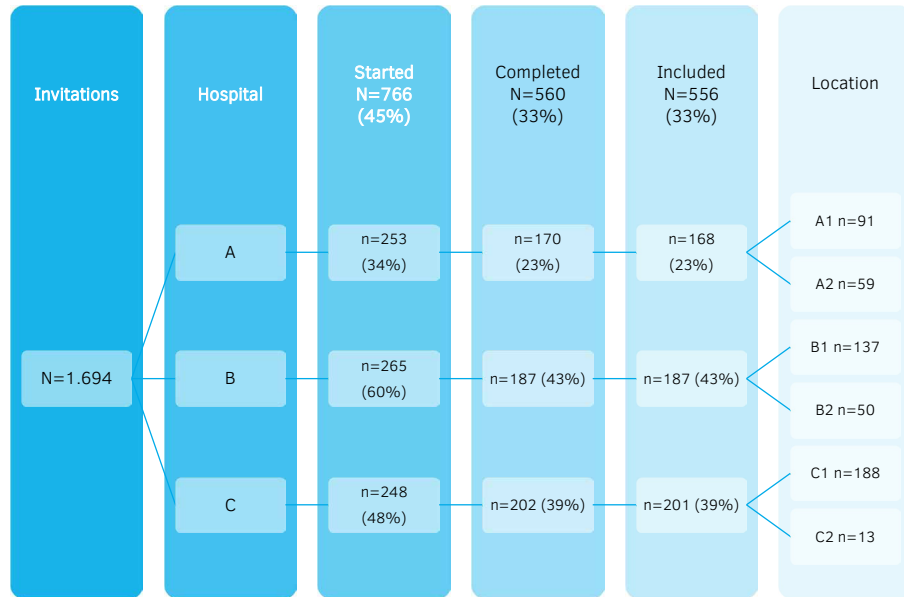 Invitations
Hospital
Started
N=766
(45%)
Completed
N=560
(33%)
Included
N=556
(33%)
Location
N=1.694
A
n=253
(34%)
n=170
(23%)
n=168
(23%)
A1 n=91
A2 n=59
B
n=265
(60%)
n=187 (43%)
n=187 (43%)
B1 n=137
B2 n=50
C
n=248
(48%)
n=202 (39%)
n=201 (39%)
C1 n=188
C2 n=13